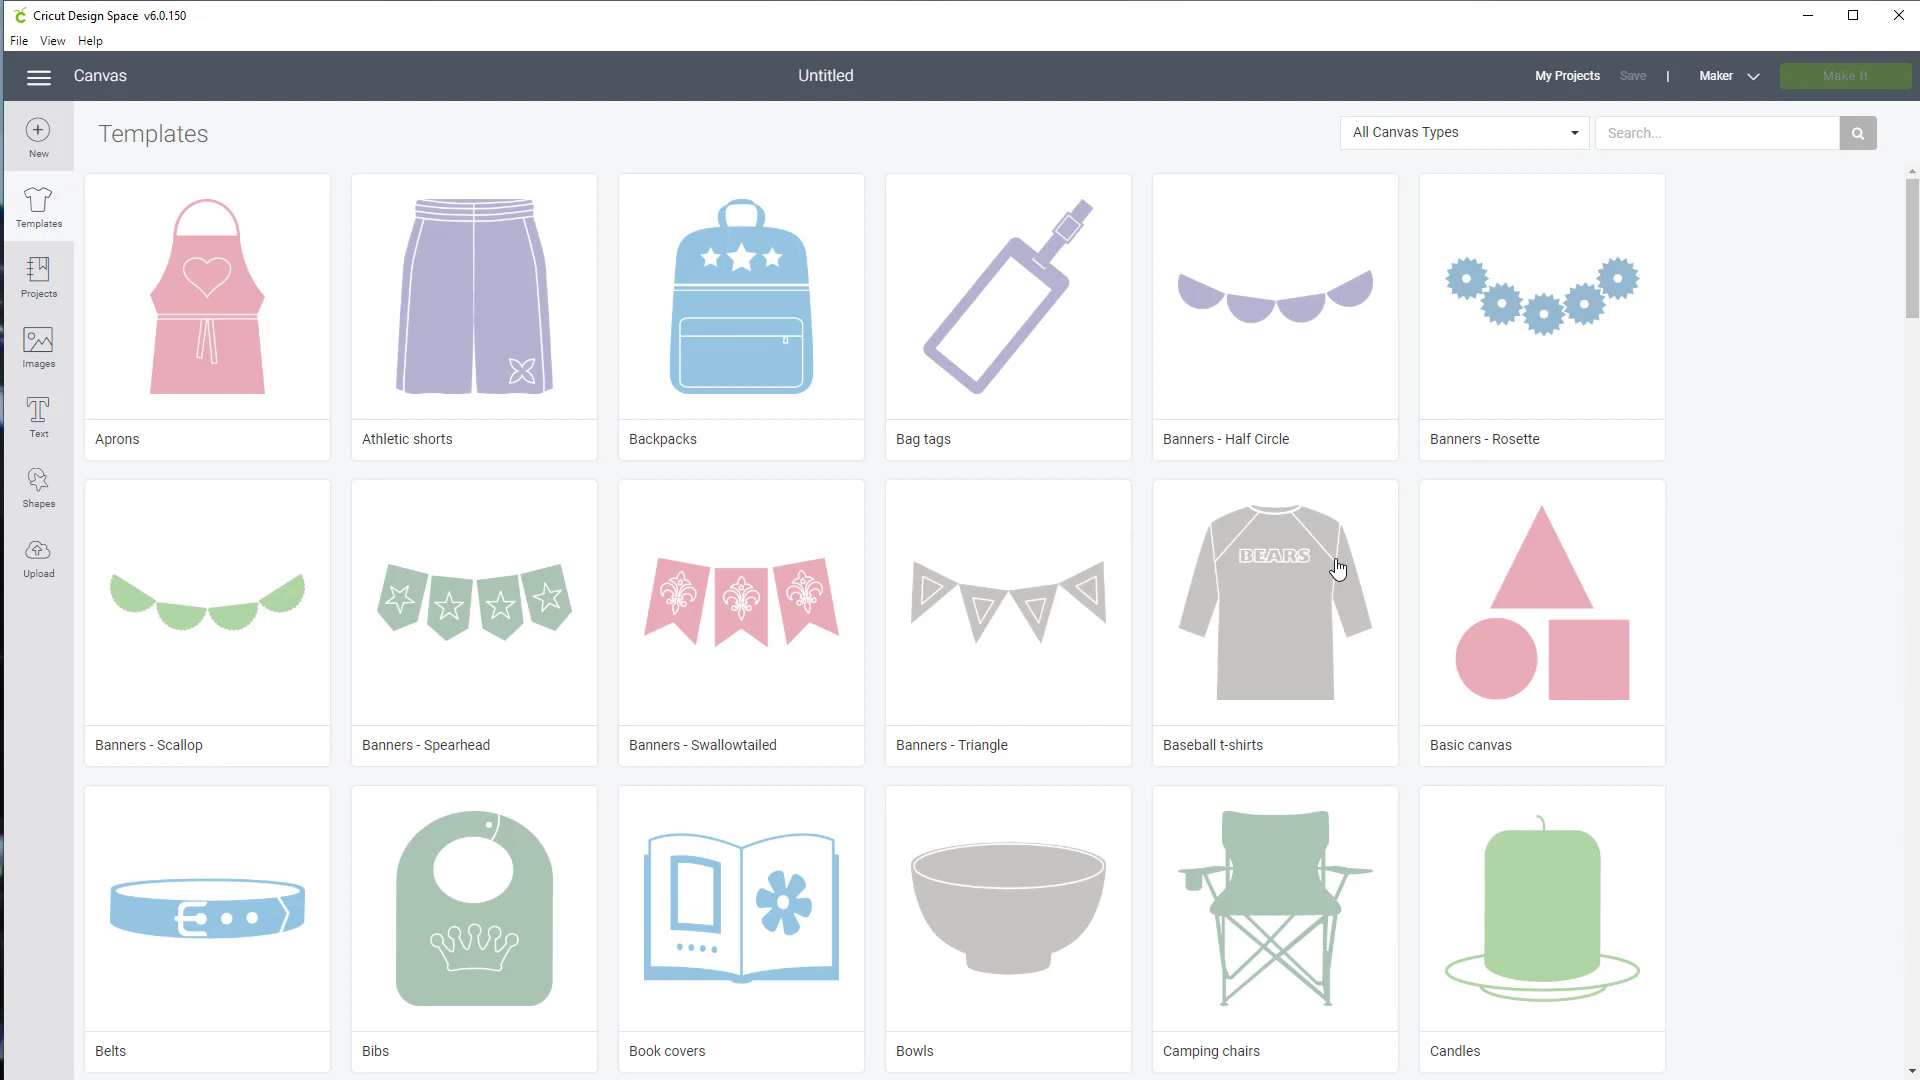 Cricut Design Space v6.0.150
File View Help
Canvas
Untitled
My Projects Save | Maker Make It
New
Templates
Projects
Images
Text
Shapes
Upload
Templates
All Canvas Types
Search...
Aprons
Athletic shorts
Backpacks
Bag tags
Banners - Half Circle
Banners - Rosette
BEARS
Banners - Scallop
Banners - Spearhead
Banners - Swallowtailed
Banners - Triangle
Baseball t-shirts
Basic canvas
Belts
Bibs
Book covers
Bowls
Camping chairs
Candles